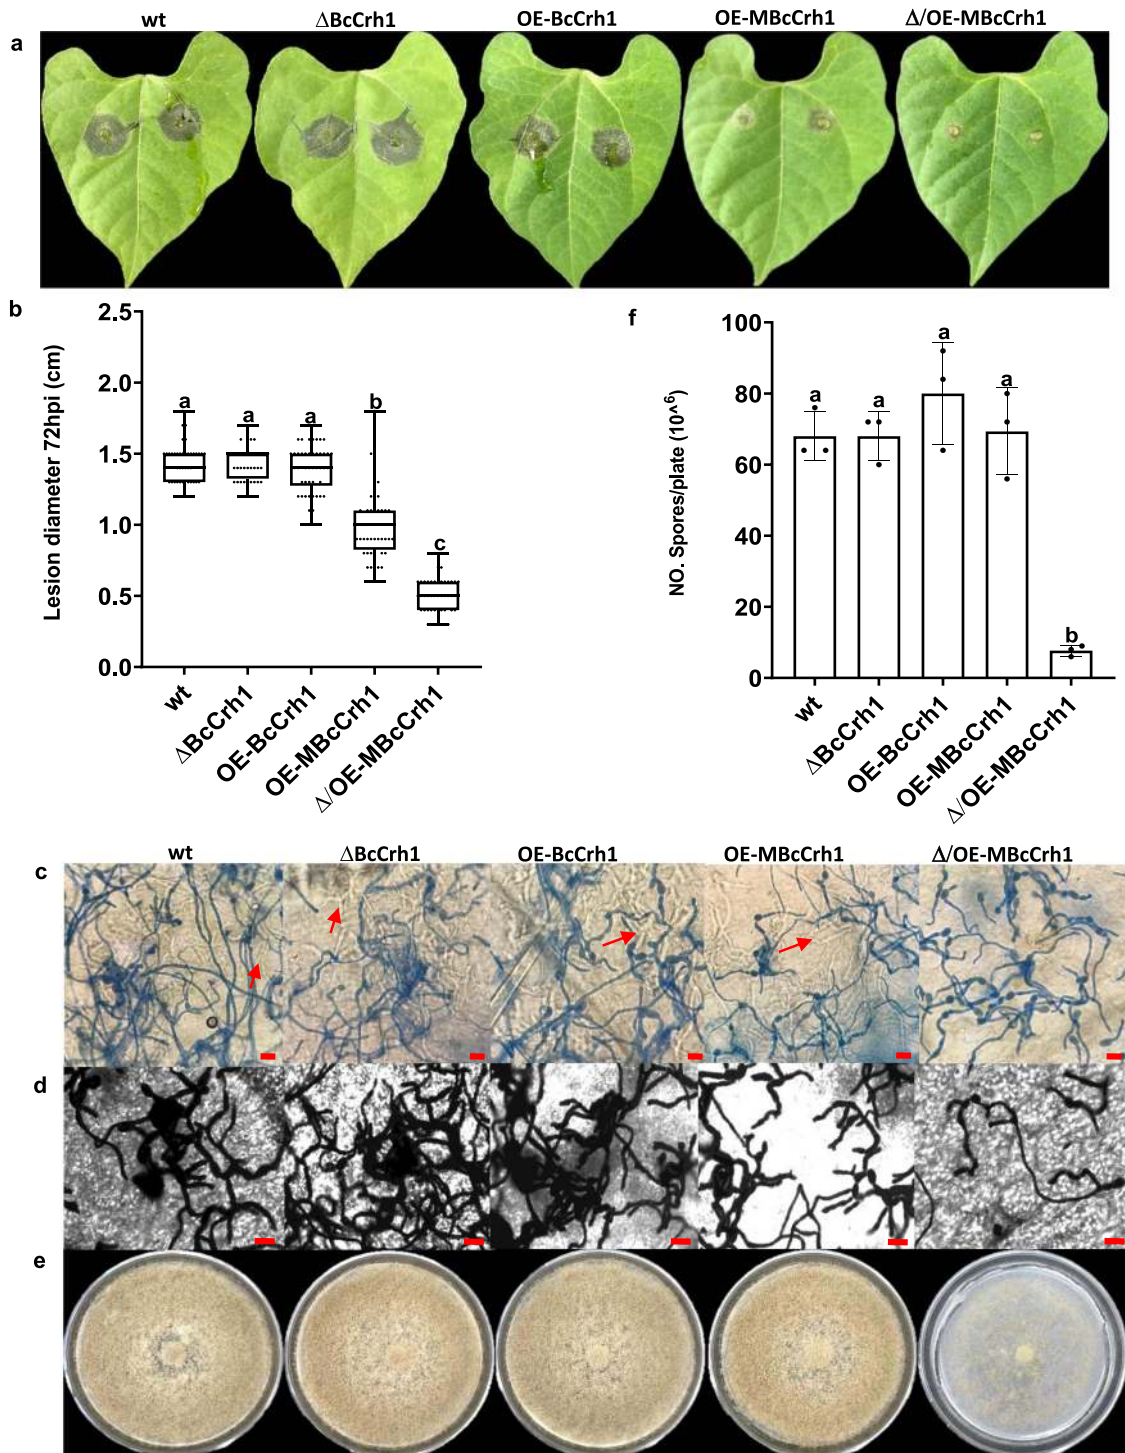 wt ΔBcCrh1 OE-BcCrh1 OE-MBcCrh1 Δ/OE-MBcCrh1
a
b
Lesion diameter 72hpi (cm)
2.5
2.0
1.5
1.0
0.5
0.0
a a a b c
wt ΔBcCrh1 OE-BcCrh1 OE-MBcCrh1 Δ/OE-MBcCrh1
f
NO. Spores/plate (10^6)
100
80
60
40
20
0
a a a a b
wt ΔBcCrh1 OE-BcCrh1 OE-MBcCrh1 Δ/OE-MBcCrh1
wt ΔBcCrh1 OE-BcCrh1 OE-MBcCrh1 Δ/OE-MBcCrh1
c
d
e